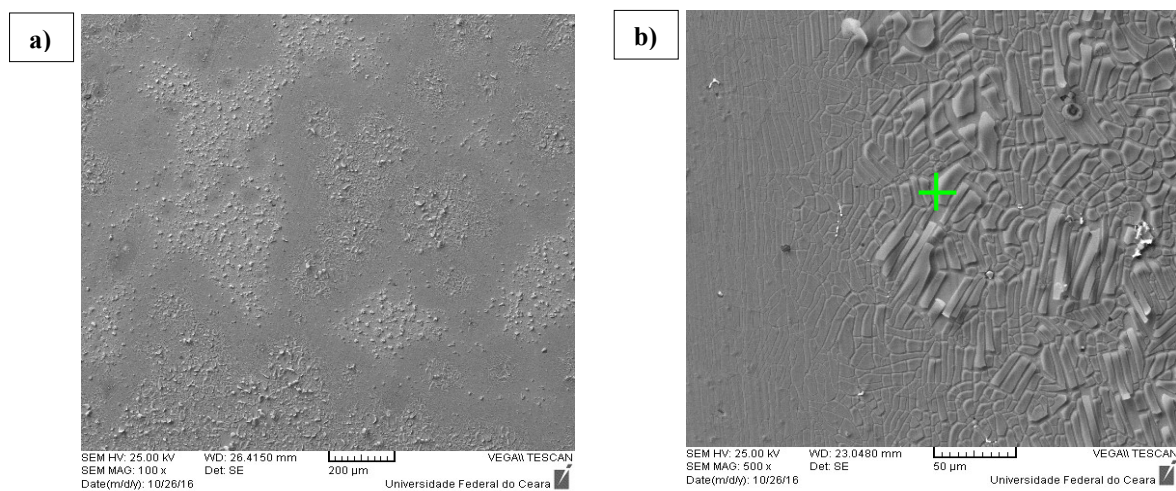 a)
SEM HV: 25.00 kV WD: 26.4150 mm VEGA\\ TESCAN
SEM MAG: 100 x Det: SE 200 µm
Date(m/d/y): 10/26/16 Universidade Federal do Ceara
b)
SEM HV: 25.00 kV WD: 23.0480 mm VEGA\\ TESCAN
SEM MAG: 500 x Det: SE 50 µm
Date(m/d/y): 10/26/16 Universidade Federal do Ceara